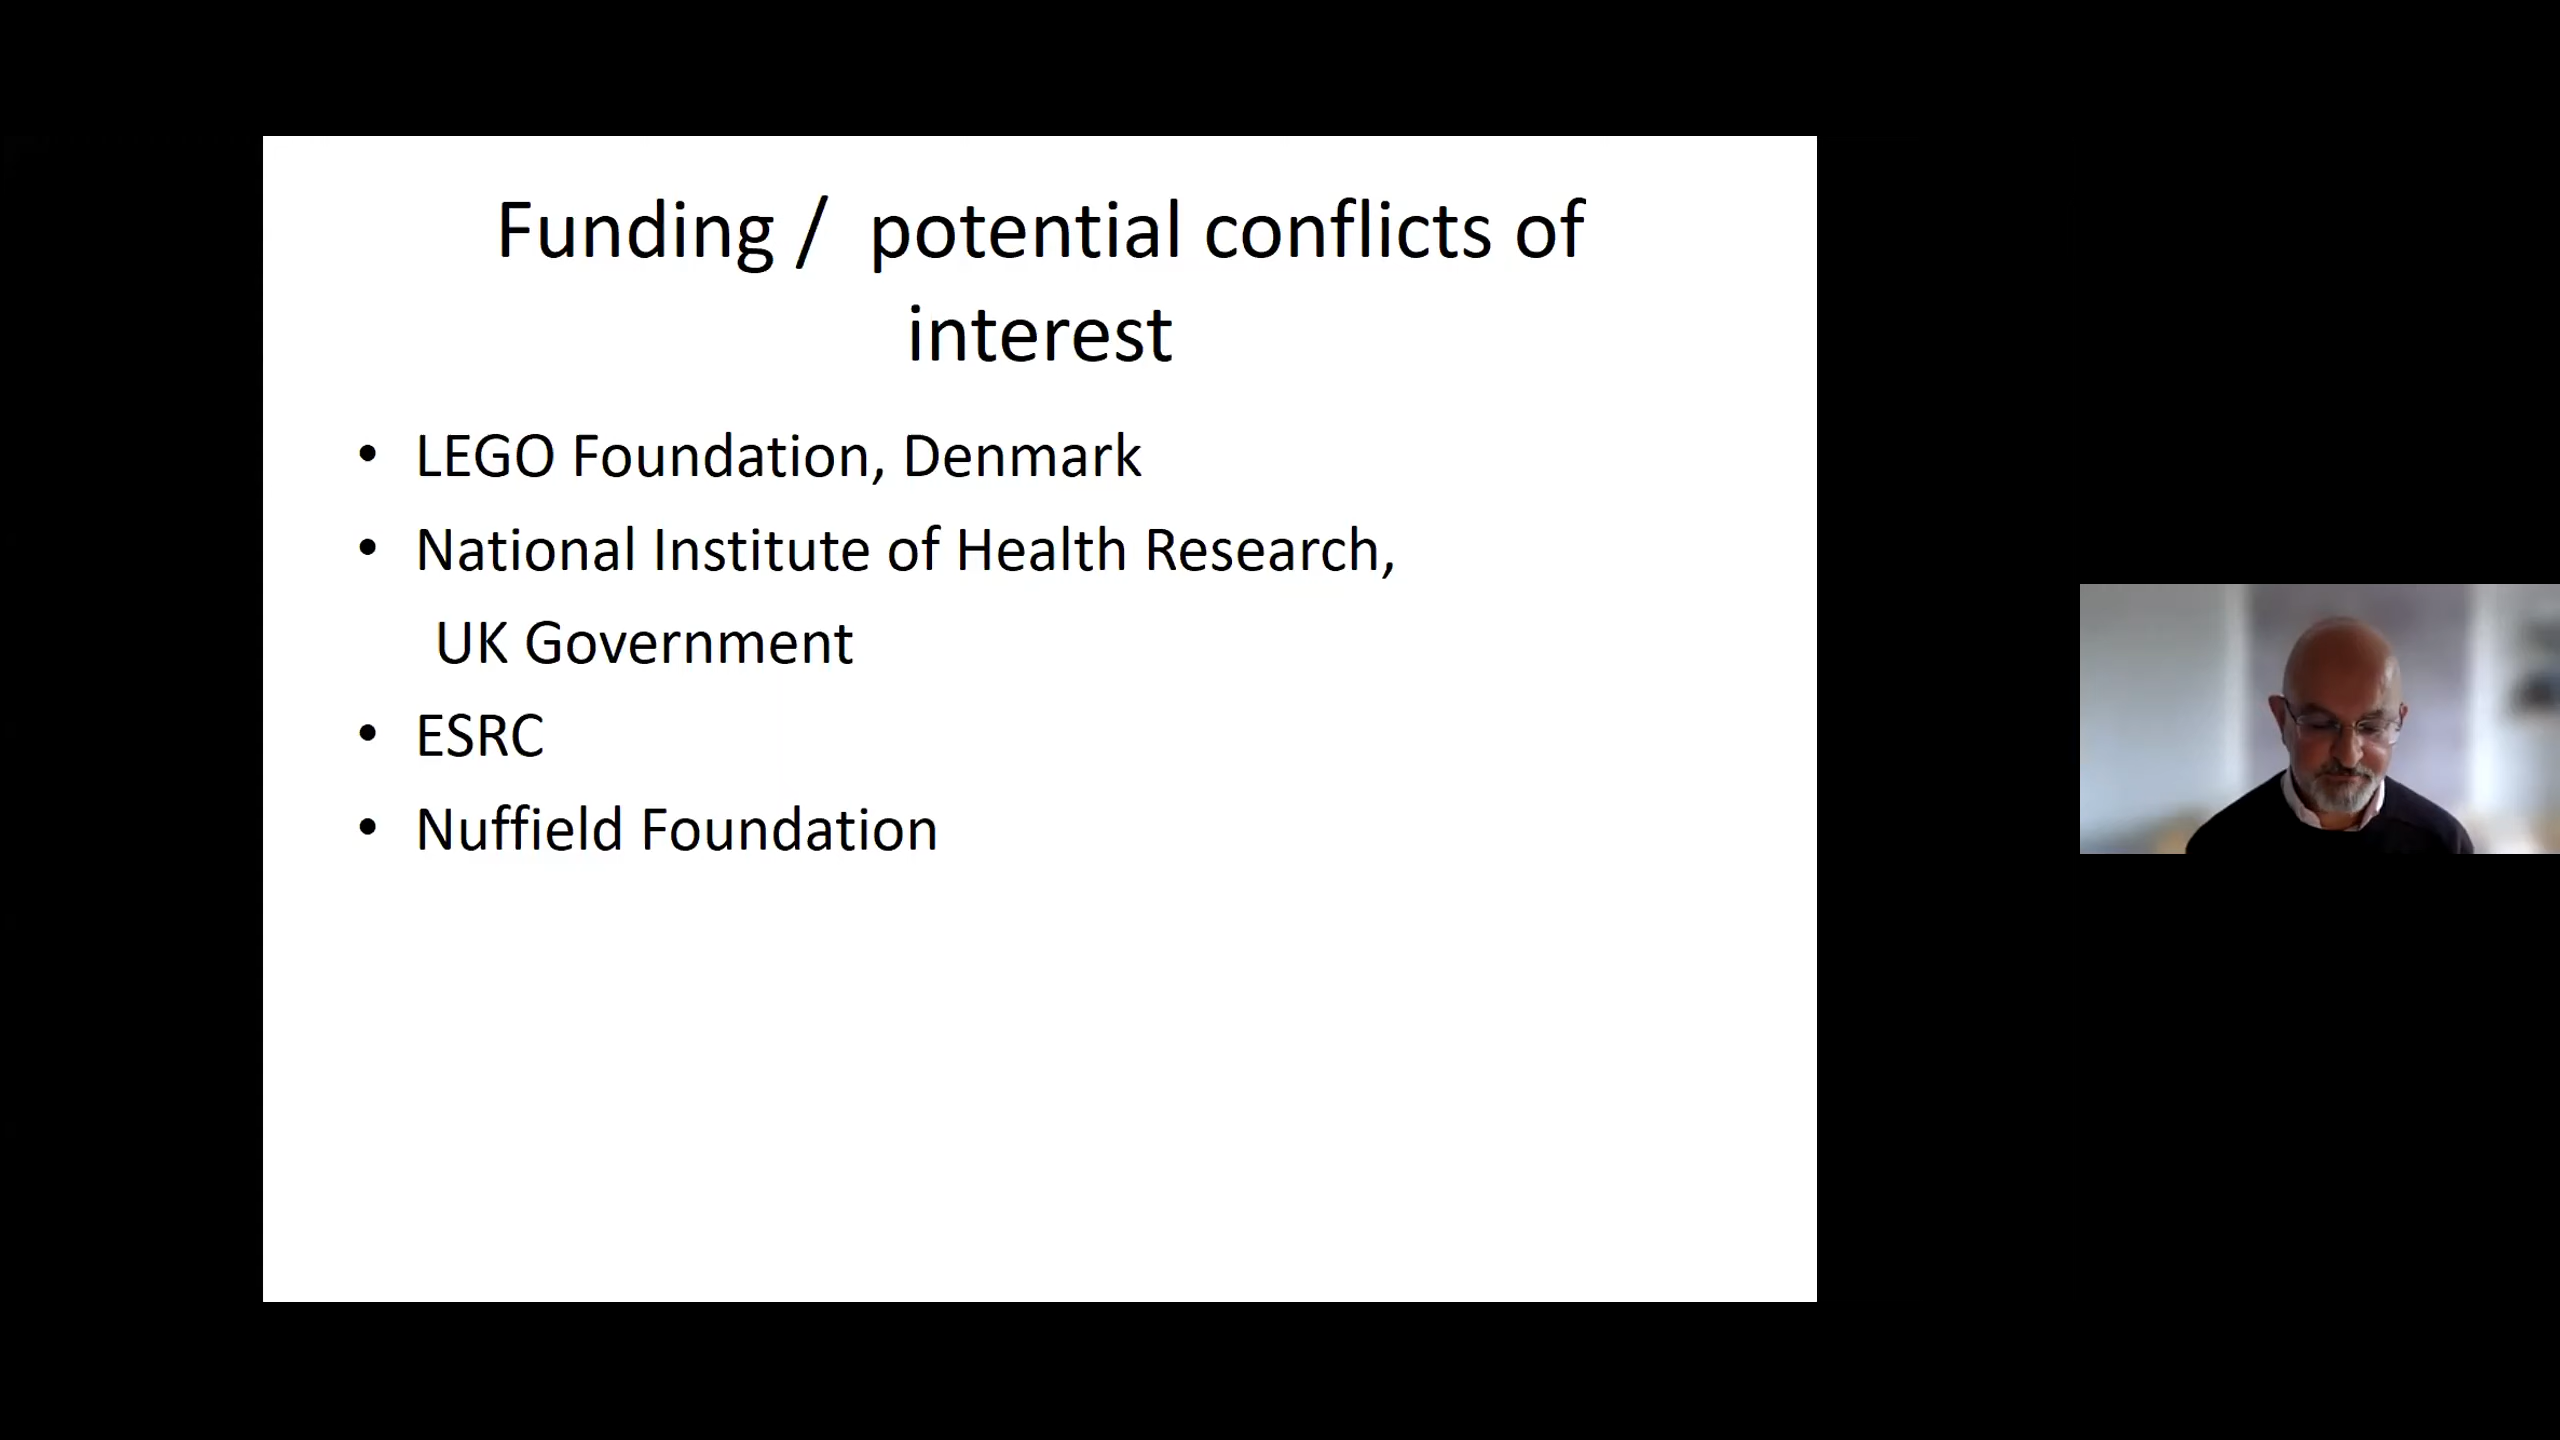 Funding /  potential conflicts of
interest
• LEGO Foundation, Denmark
• National Institute of Health Research,
UK Government
• ESRC
• Nuffield Foundation